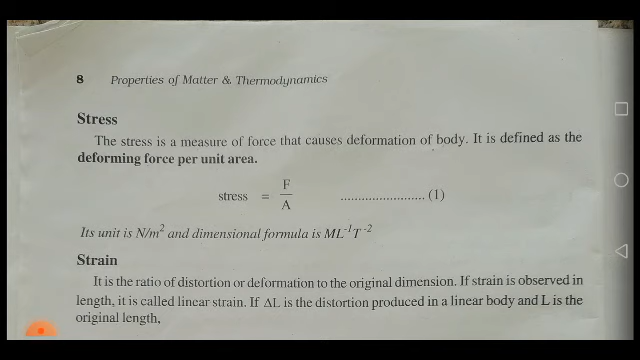 8 Properties of Matter & Thermodynamics
Stress
The stress is a measure of force that causes deformation of body. It is defined as the
deforming force per unit area.
stress = F/A ........................ (1)
Its unit is N/m² and dimensional formula is ML⁻¹T⁻²
Strain
It is the ratio of distortion or deformation to the original dimension. If strain is observed in
length, it is called linear strain. If ΔL is the distortion produced in a linear body and L is the
original length,